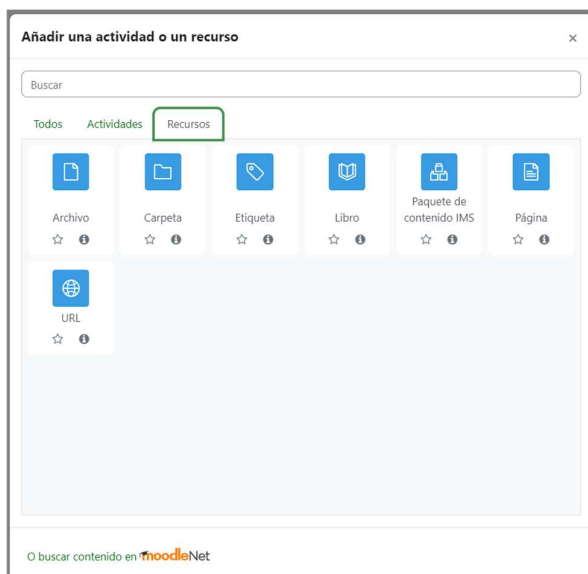 Añadir una actividad o un recurso
×
Buscar
Todos Actividades Recursos
Archivo
Carpeta
Etiqueta
Libro
Paquete de
contenido IMS
Página
URL
O buscar contenido en moodleNet